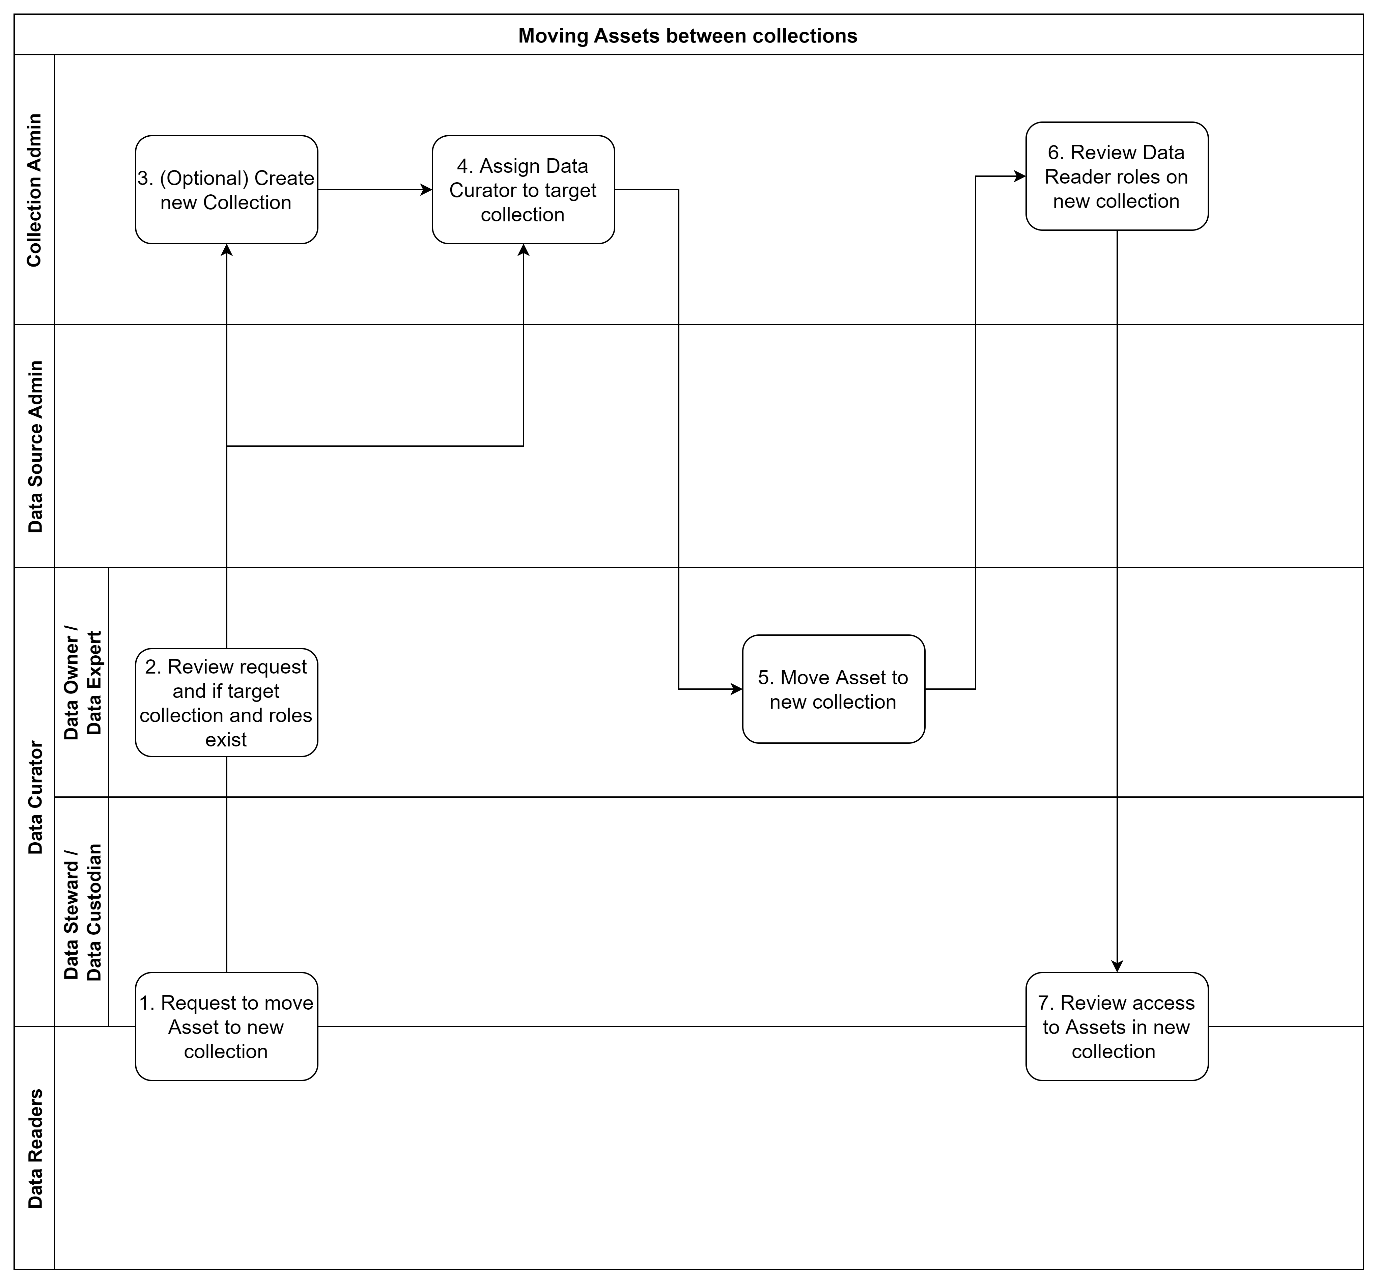 Moving Assets between collections
Collection Admin
3. (Optional) Create
new Collection
4. Assign Data
Curator to target
collection
6. Review Data
Reader roles on
new collection
Data Source Admin
Data Curator
Data Owner /
Data Expert
2. Review request
and if target
collection and roles
exist
5. Move Asset to
new collection
Data Steward /
Data Custodian
1. Request to move
Asset to new
collection
7. Review access
to Assets in new
collection
Data Readers